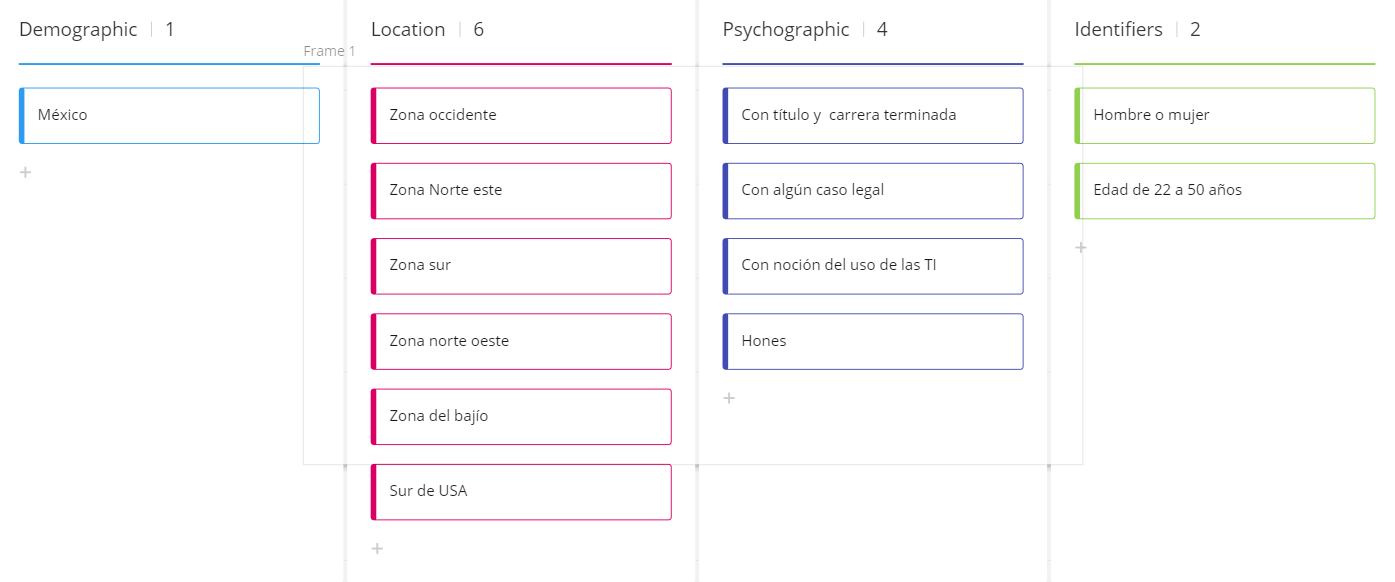 Demographic | 1
Frame 1
México
+
Location | 6
Zona occidente
Zona Norte este
Zona sur
Zona norte oeste
Zona del bajío
Sur de USA
+
Psychographic | 4
Con título y  carrera terminada
Con algún caso legal
Con noción del uso de las TI
Hones
+
Identifiers | 2
Hombre o mujer
Edad de 22 a 50 años
+